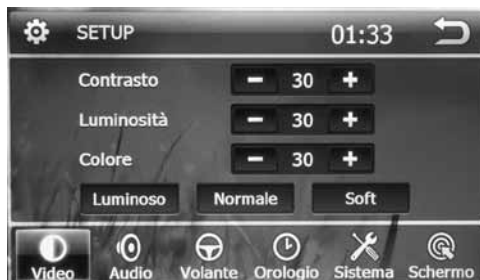 SETUP 01:33
Contrasto - 30 +
Luminosità - 30 +
Colore - 30 +
Luminoso Normale Soft
Video Audio Volante Orologio Sistema Schermo